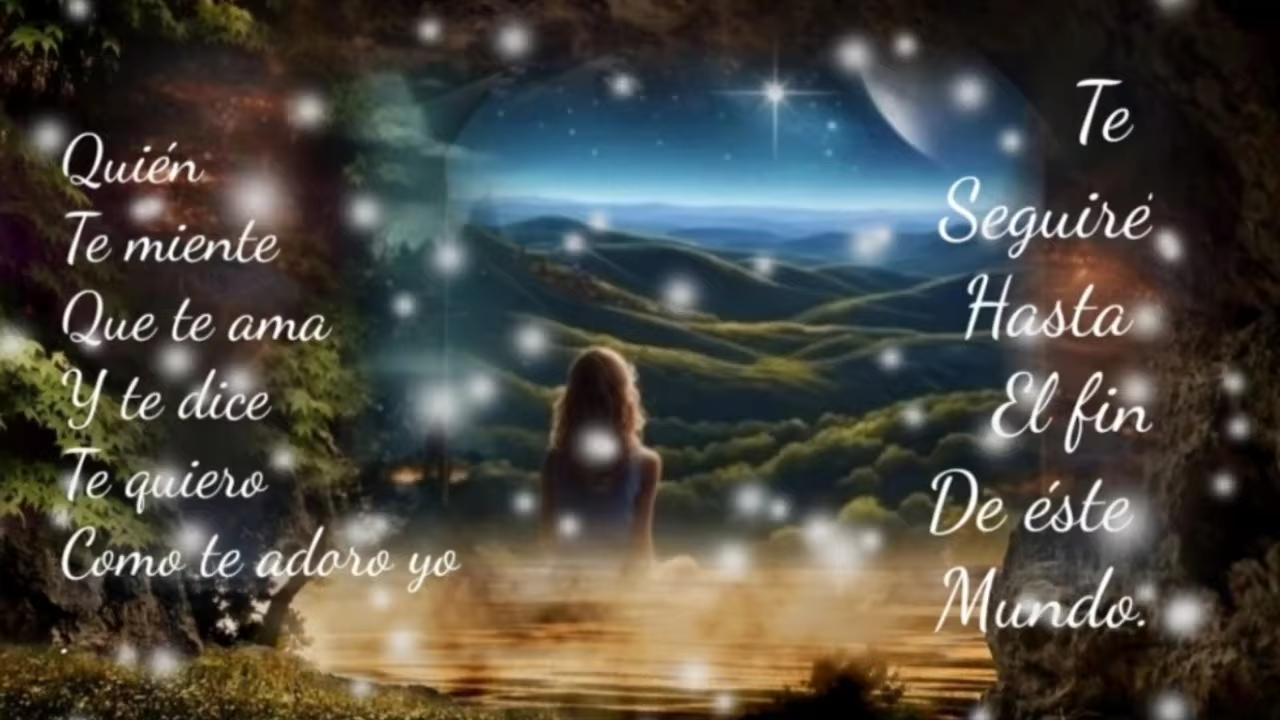 Quién
Te miente
Que te ama
Y te dice
Te quiero
Como te adoro yo
.
Te
Seguiré
Hasta
El fin
De éste
Mundo.